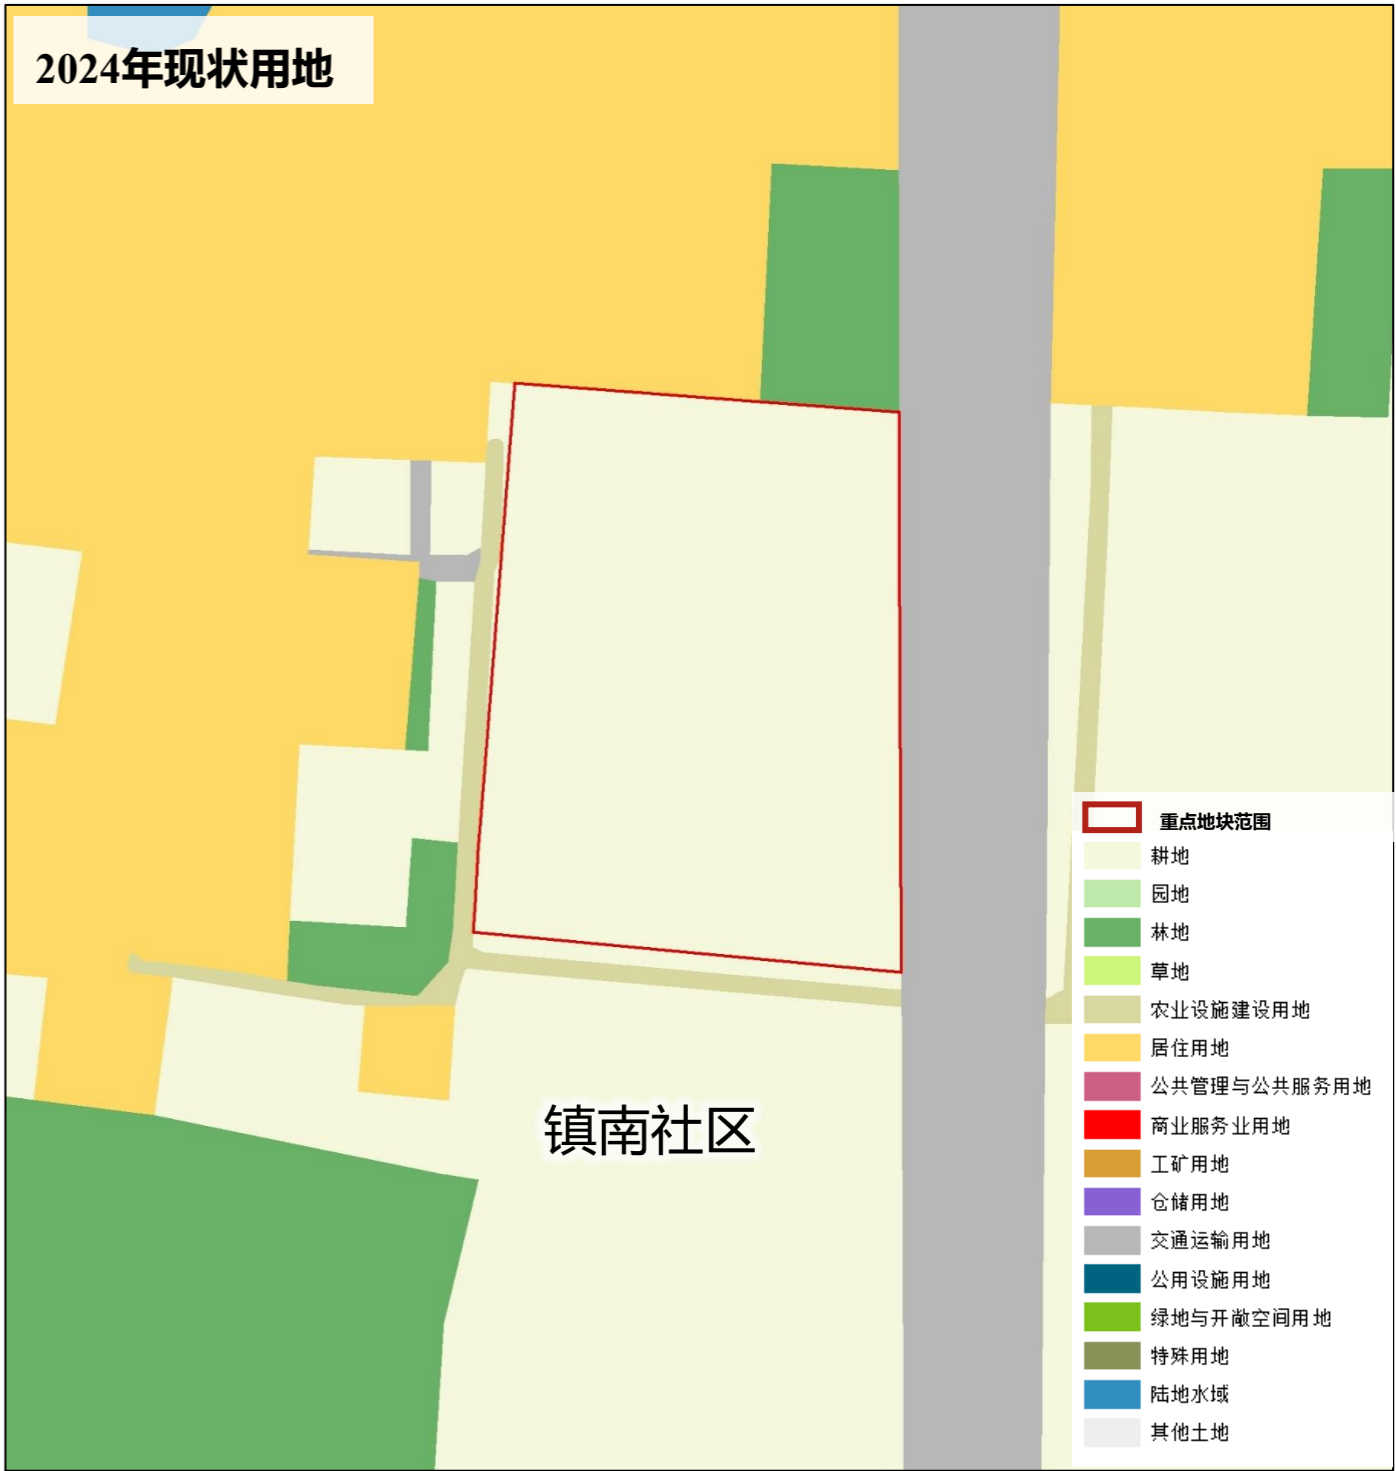 2024年现状用地
镇南社区
重点地块范围
耕地
园地
林地
草地
农业设施建设用地
居住用地
公共管理与公共服务用地
商业服务业用地
工矿用地
仓储用地
交通运输用地
公用设施用地
绿地与开敞空间用地
特殊用地
陆地水域
其他土地